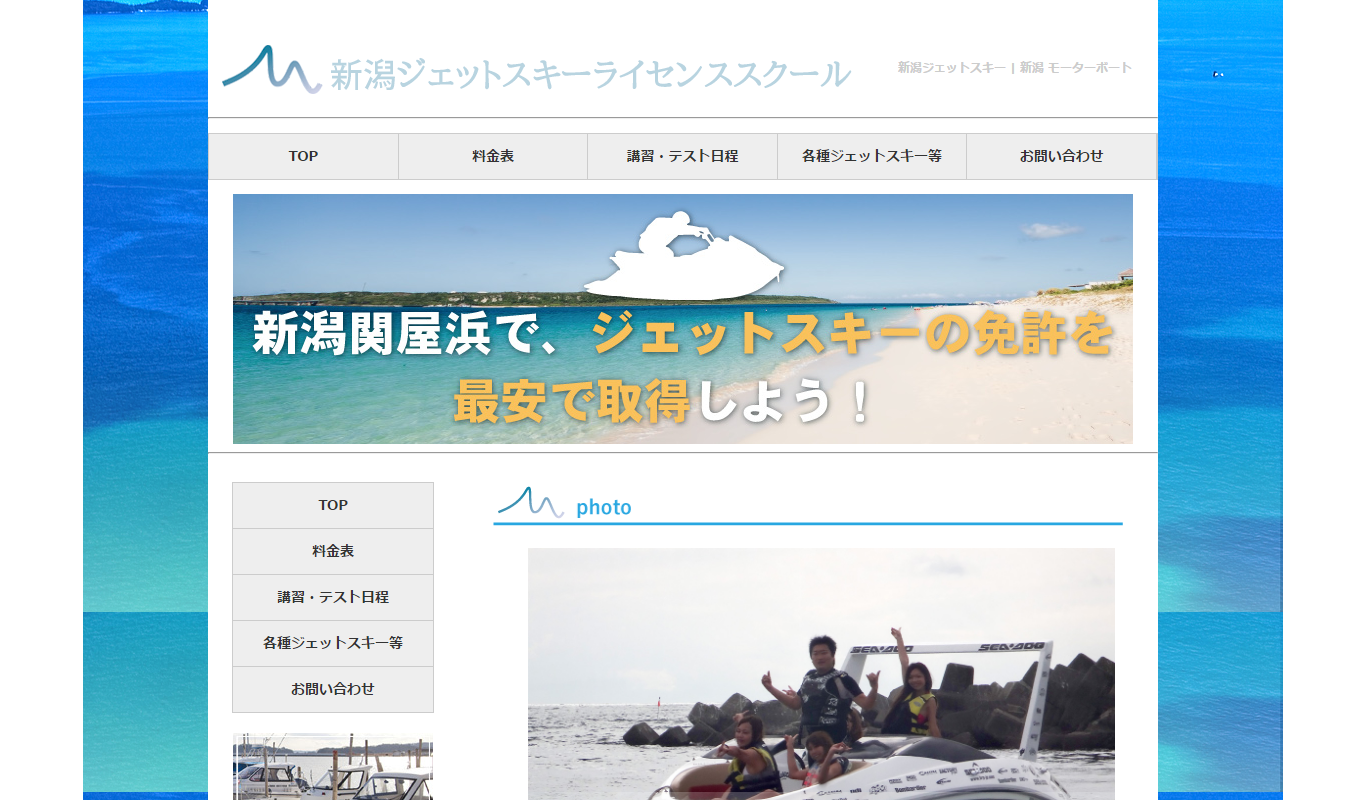 新潟ジェットスキーライセンススクール
新潟ジェットスキー | 新潟 モーターボート
TOP
料金表
講習・テスト日程
各種ジェットスキー等
お問い合わせ
新潟関屋浜で、ジェットスキーの免許を
最安で取得しよう！
TOP
料金表
講習・テスト日程
各種ジェットスキー等
お問い合わせ
photo
SEA-DOO
SEA-DOO